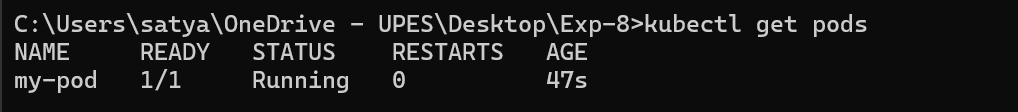 C:\Users\satya\OneDrive - UPES\Desktop\Exp-8>kubectl get pods
NAME     READY   STATUS    RESTARTS   AGE
my-pod   1/1     Running   0          47s